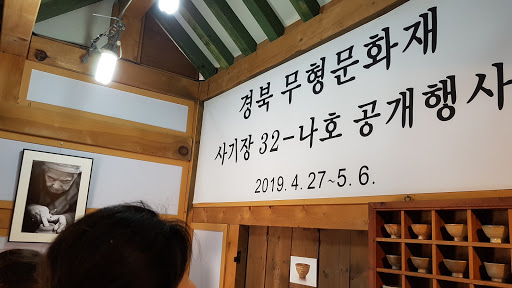 경북 무형문화재
사기장 32-나호 공개행사
2019. 4. 27~5. 6.